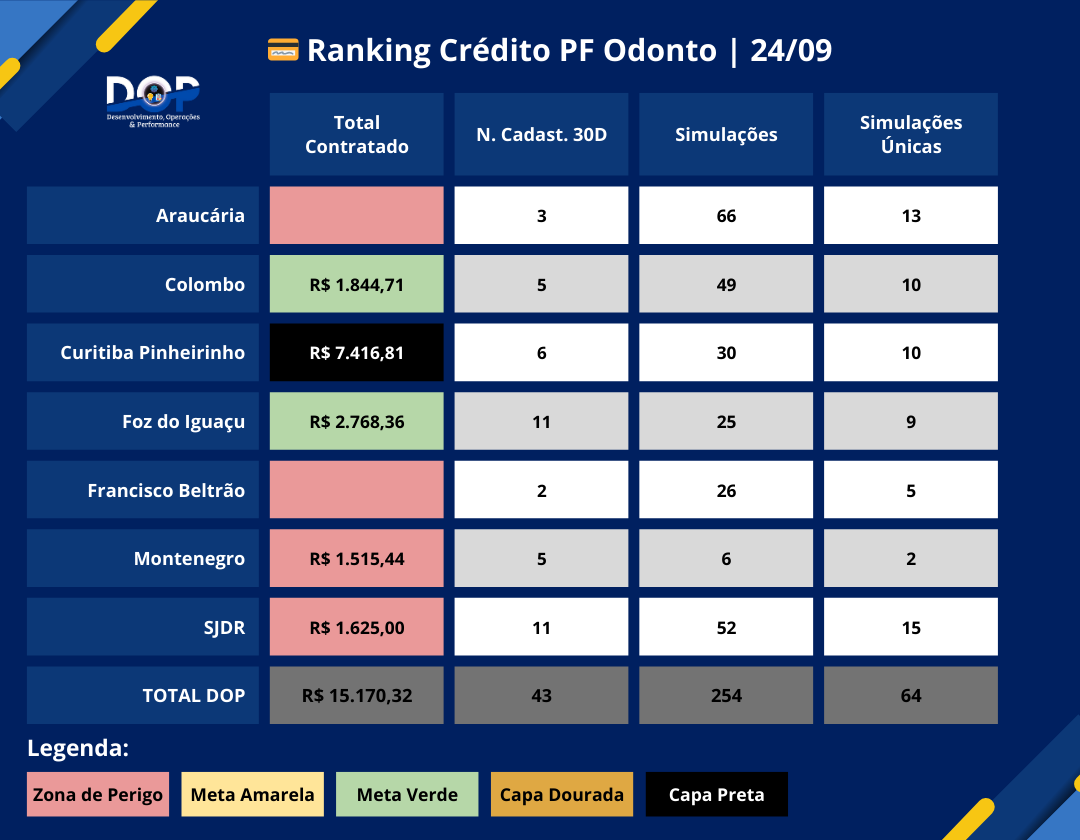 💳 Ranking Crédito PF Odonto | 24/09
DOP
Desenvolvimento, Operações
& Performance
Total
Contratado
N. Cadast. 30D
Simulações
Simulações
Únicas
Araucária
3
66
13
Colombo
R$ 1.844,71
5
49
10
Curitiba Pinheirinho
R$ 7.416,81
6
30
10
Foz do Iguaçu
R$ 2.768,36
11
25
9
Francisco Beltrão
2
26
5
Montenegro
R$ 1.515,44
5
6
2
SJDR
R$ 1.625,00
11
52
15
TOTAL DOP
R$ 15.170,32
43
254
64
Legenda:
Zona de Perigo
Meta Amarela
Meta Verde
Capa Dourada
Capa Preta